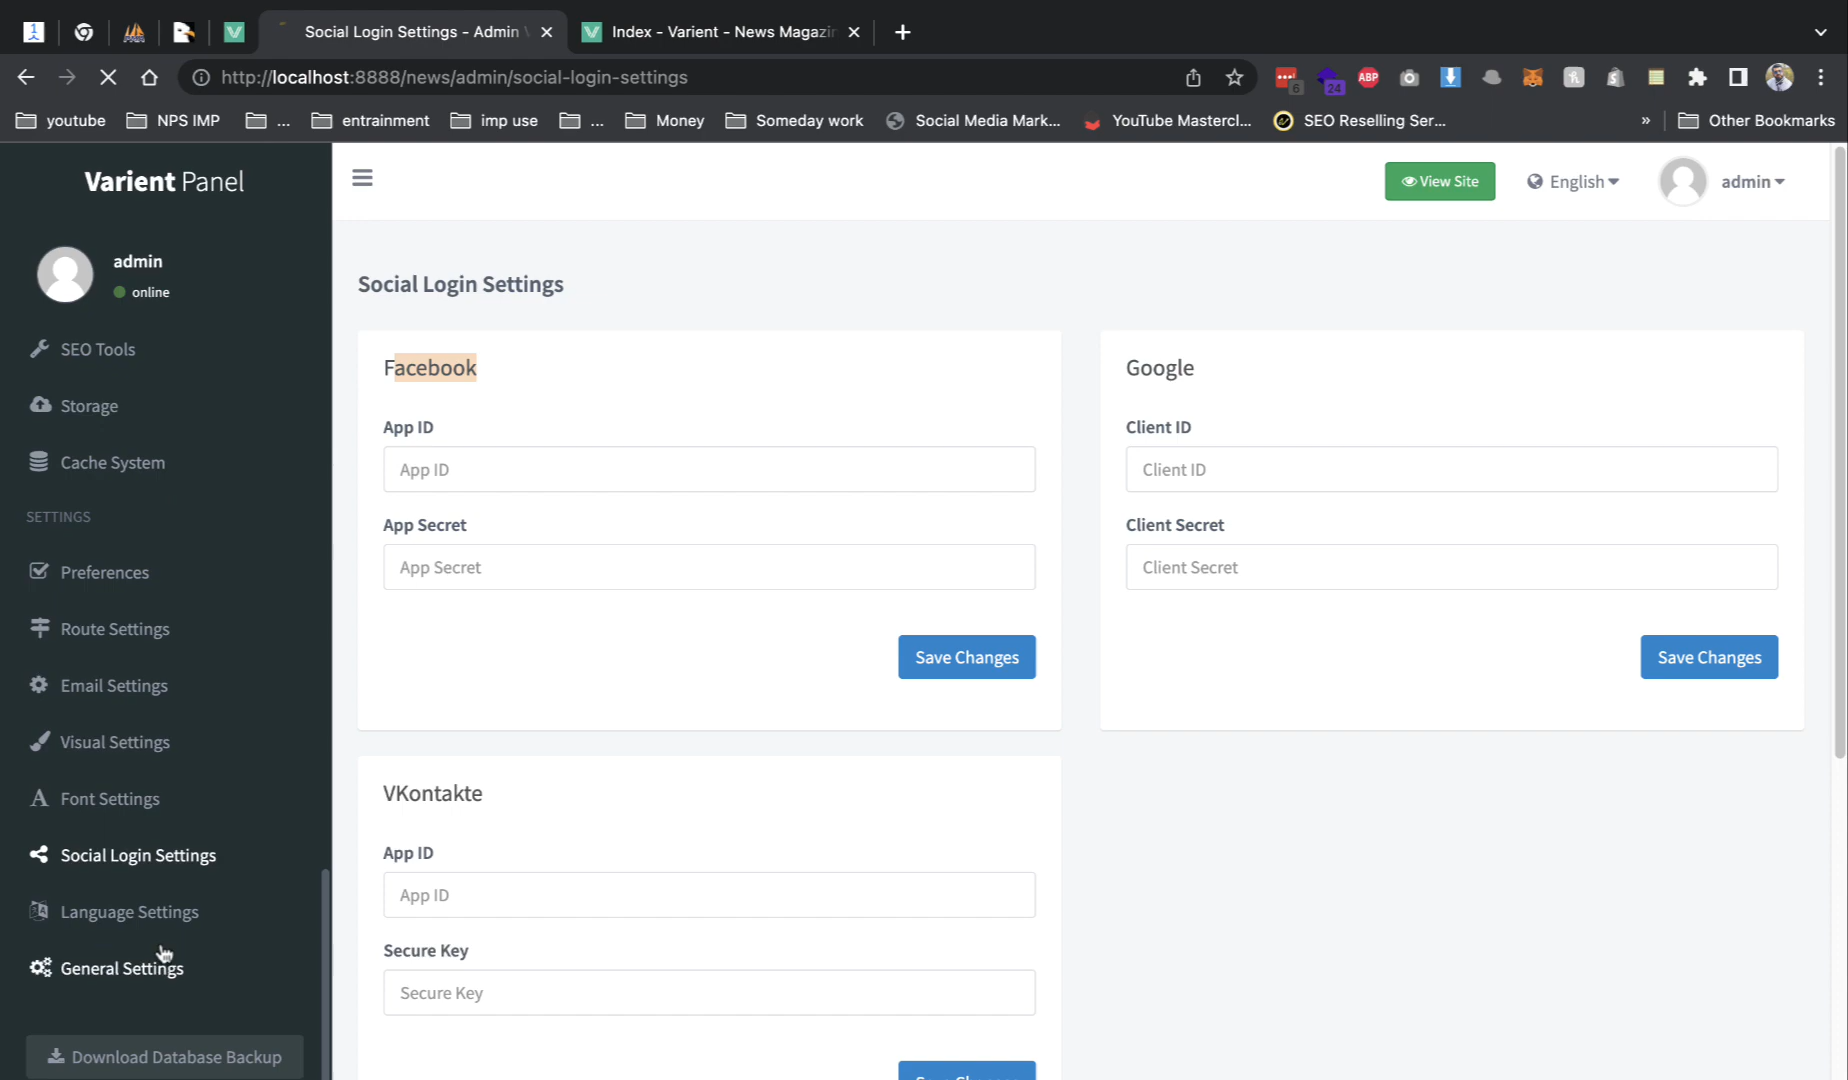 Social Login Settings - Admin
Index - Varient - News Magazin
http://localhost:8888/news/admin/social-login-settings
6
24
ABP
youtube
NPS IMP
...
entrainment
imp use
...
Money
Someday work
Social Media Mark...
YouTube Mastercl...
SEO Reselling Ser...
»
Other Bookmarks
Varient Panel
View Site
English
admin
admin
online
SEO Tools
Storage
Cache System
SETTINGS
Preferences
Route Settings
Email Settings
Visual Settings
Font Settings
Social Login Settings
Language Settings
General Settings
Download Database Backup
Social Login Settings
Facebook
App ID
App ID
App Secret
App Secret
Save Changes
Google
Client ID
Client ID
Client Secret
Client Secret
Save Changes
VKontakte
App ID
App ID
Secure Key
Secure Key